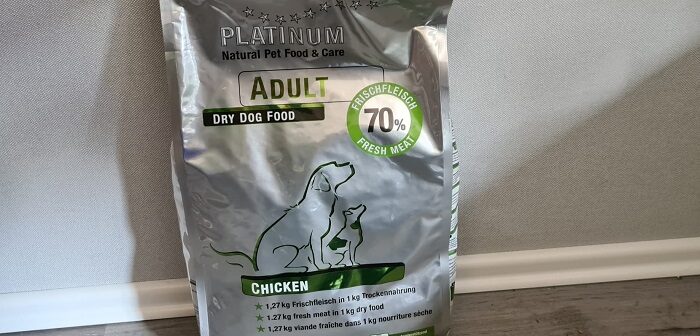 PLATINUM
Natural Pet Food & Care
ADULT
DRY DOG FOOD
FRISCHFLEISCH
70%
FRESH MEAT
CHICKEN
★ 1,27 kg Frischfleisch in 1 kg Trockennahrung
★ 1.27 kg fresh meat in 1 kg dry food
★ 1,27 kg viande fraîche dans 1 kg nourriture sèche